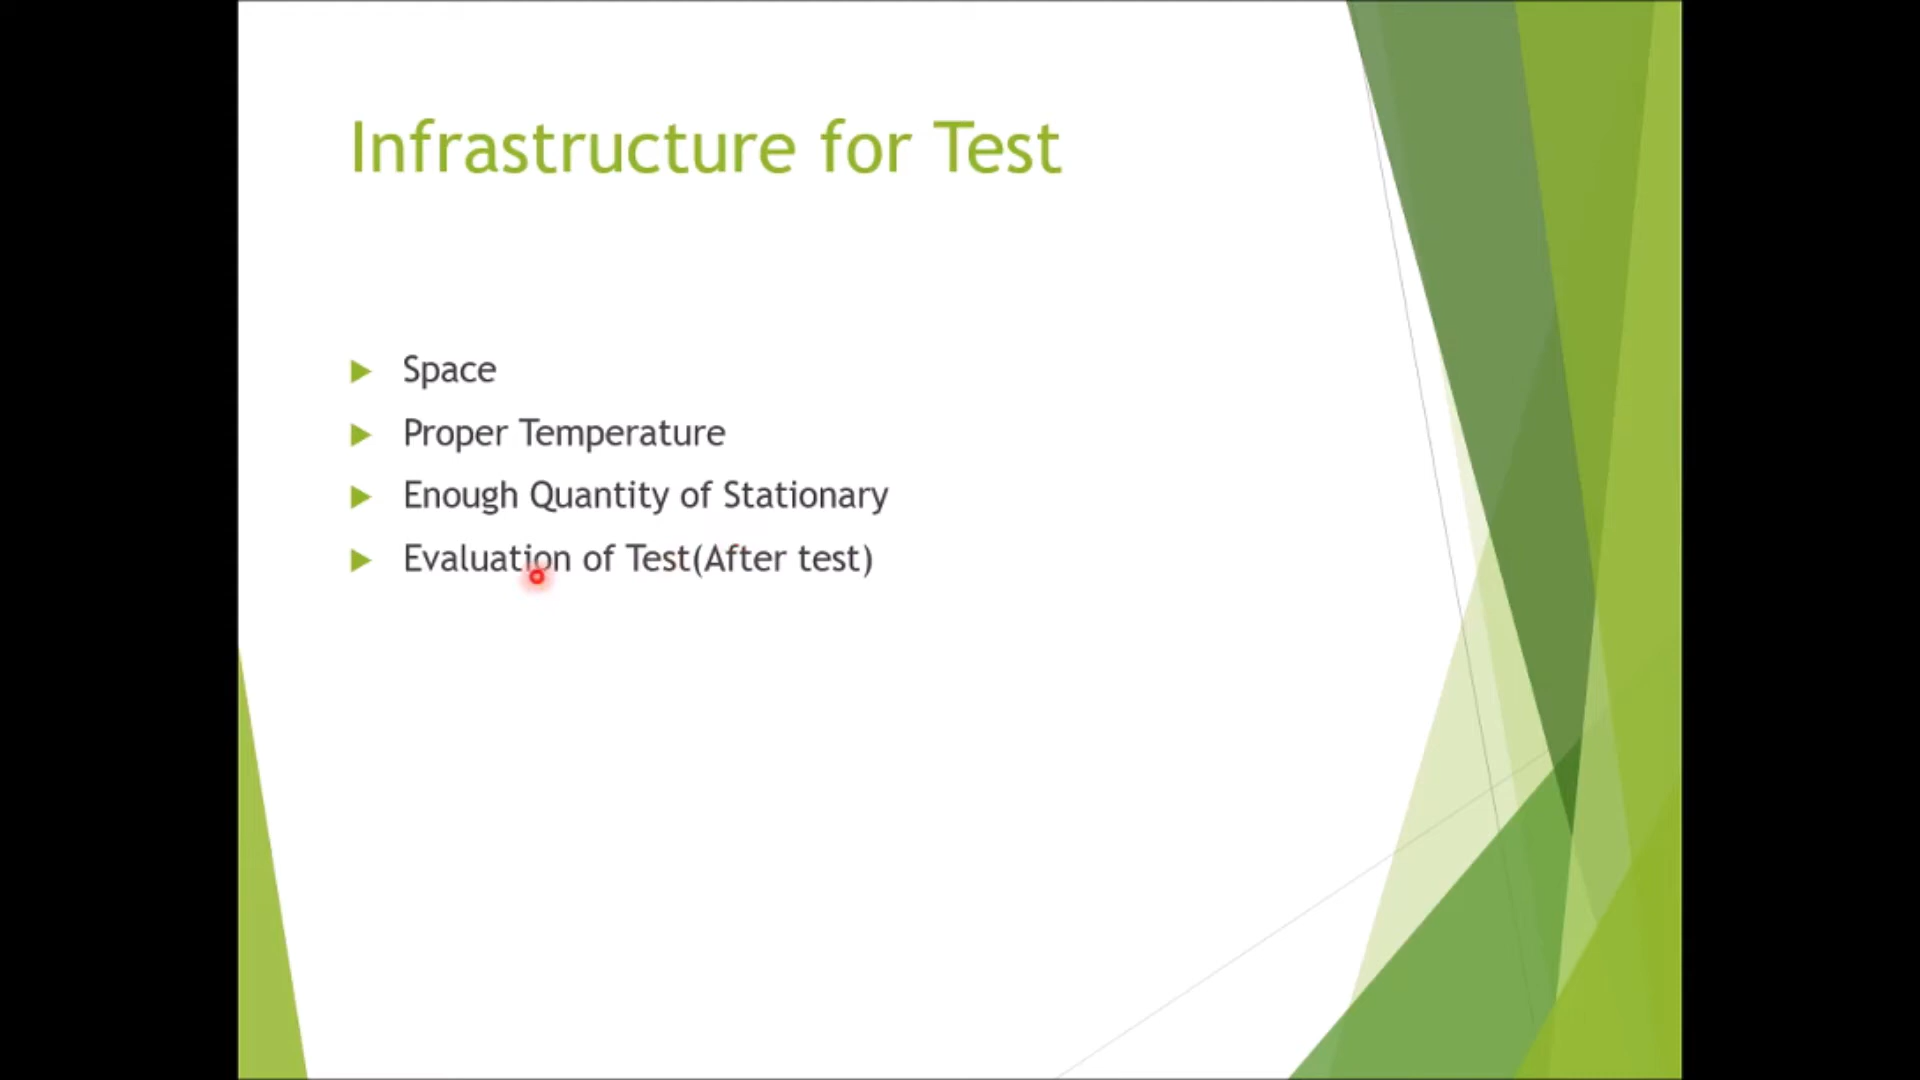 Infrastructure for Test
Space
Proper Temperature
Enough Quantity of Stationary
Evaluation of Test(After test)